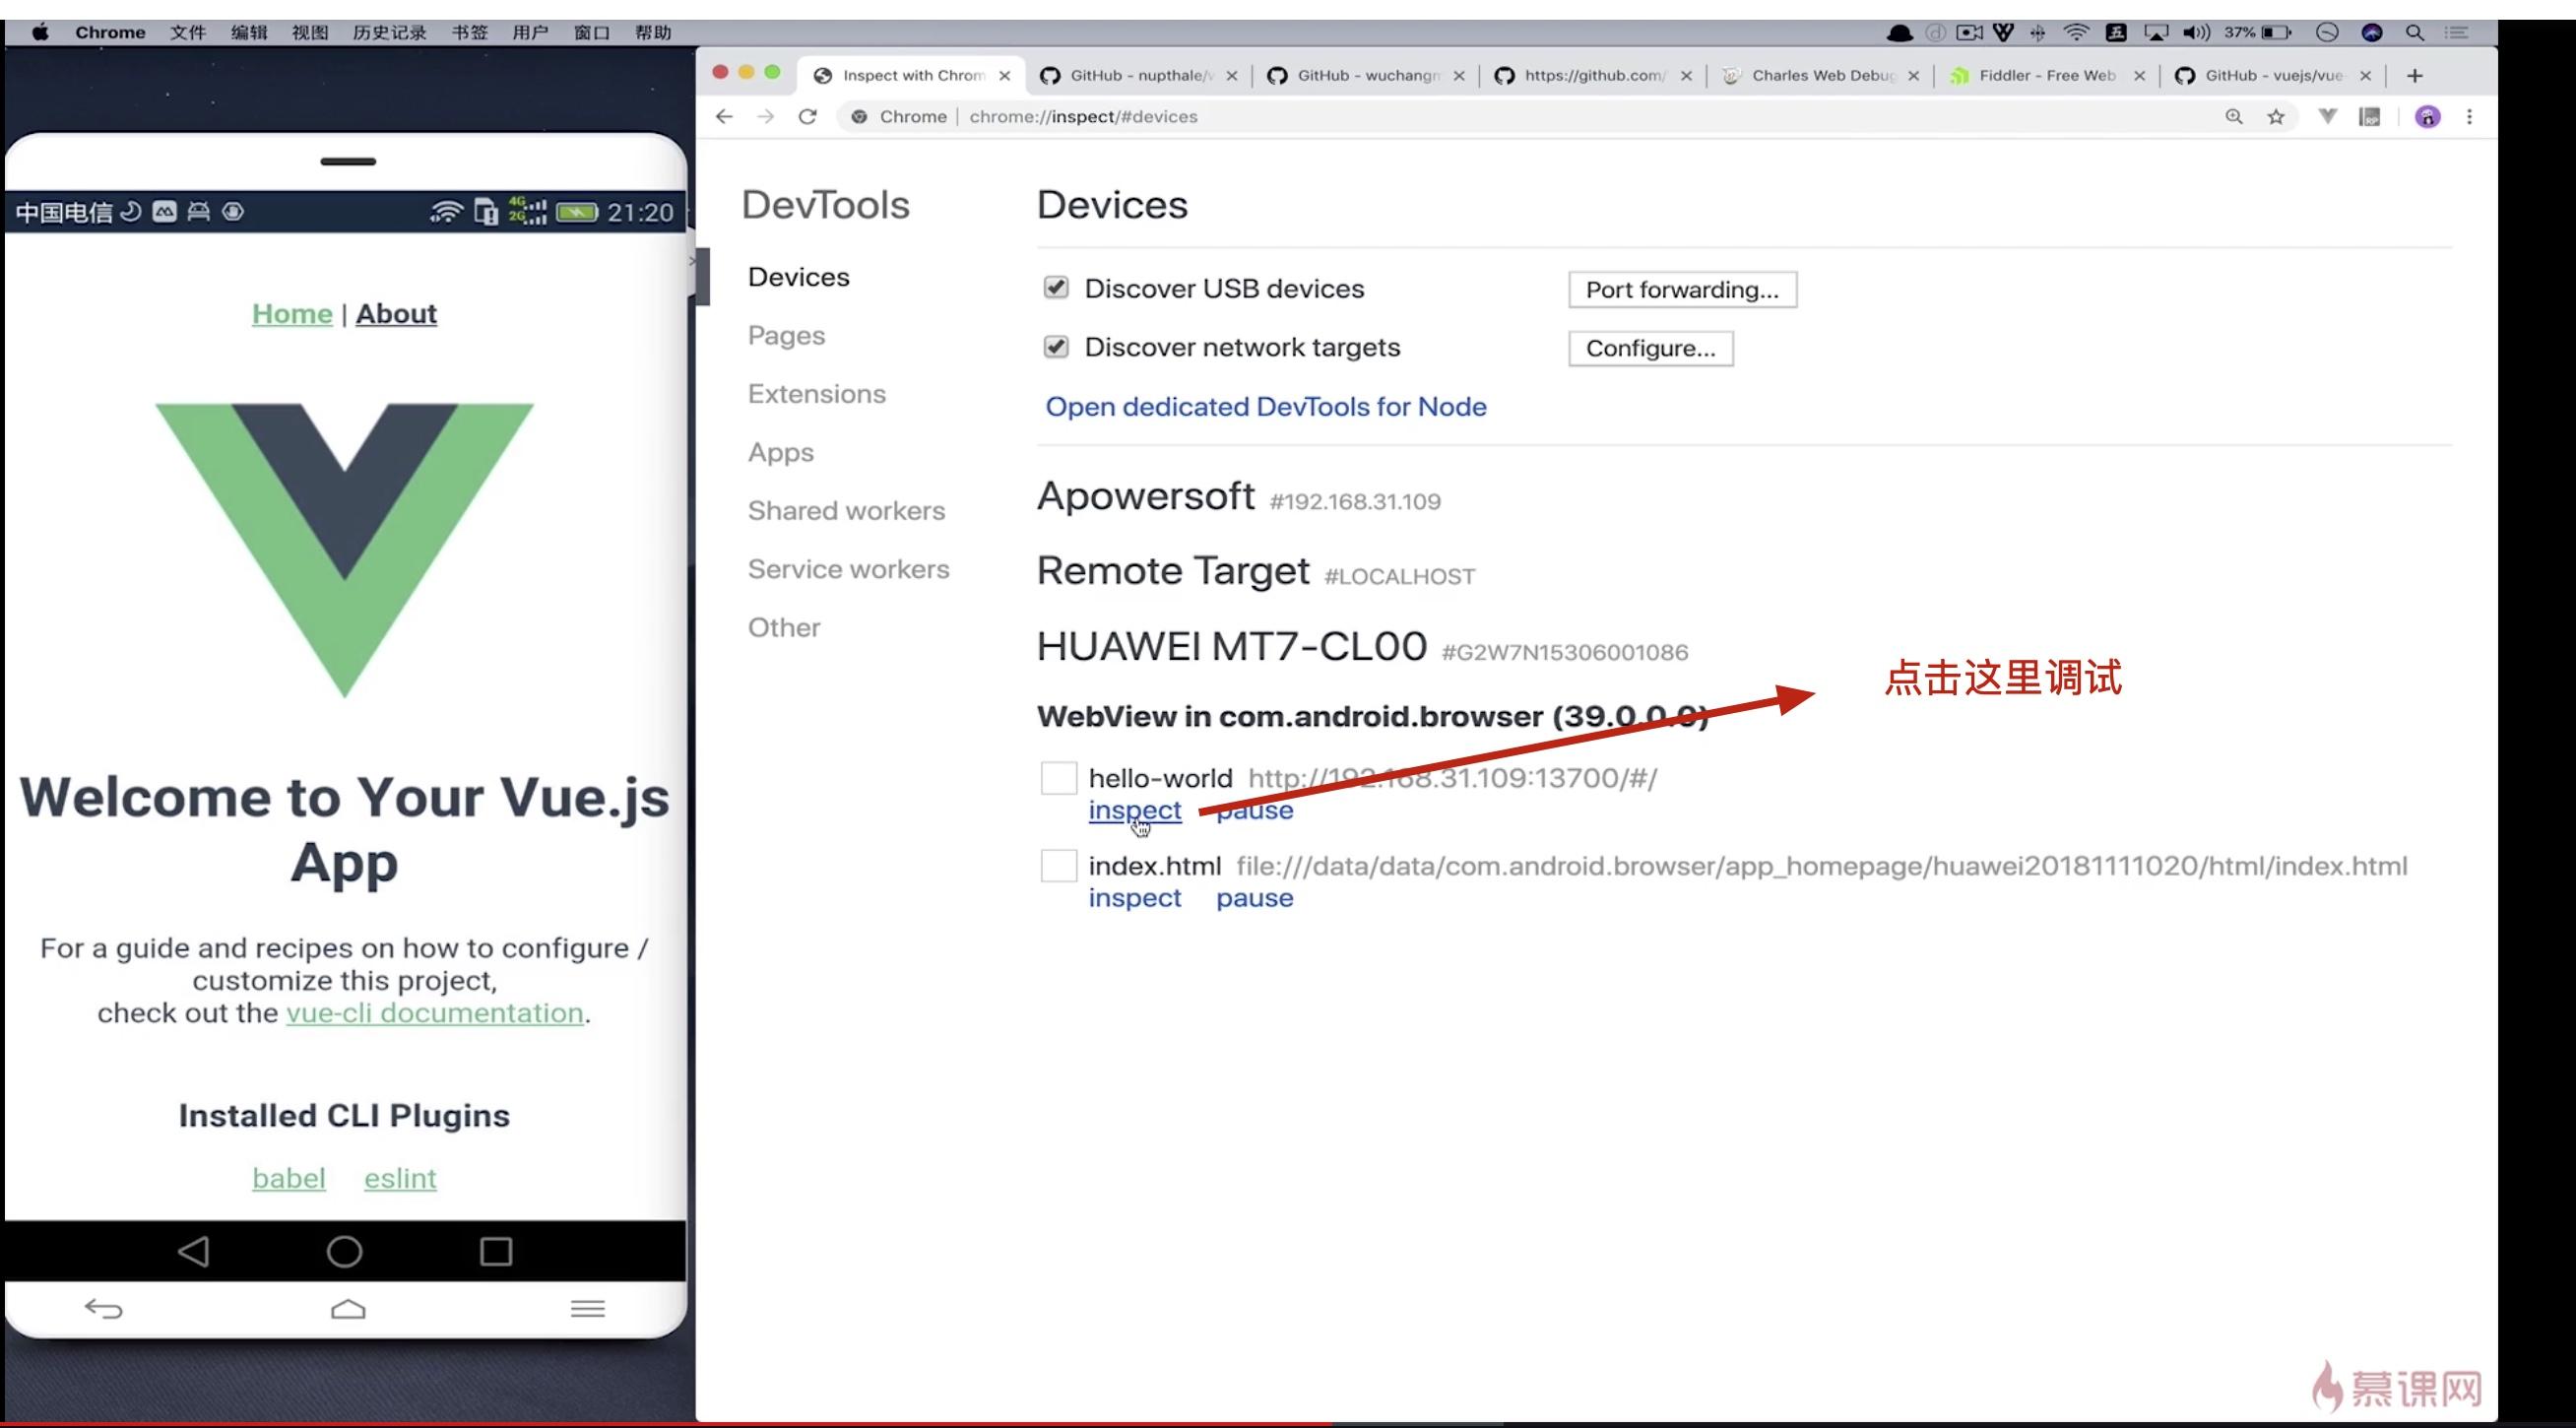 Chrome 文件 编辑 视图 历史记录 书签 用户 窗口 帮助
37%
Inspect with Chrom
GitHub - nupthale/v
GitHub - wuchangm
https://github.com/
Charles Web Debug
Fiddler - Free Web
GitHub - vuejs/vue-
Chrome | chrome://inspect/#devices
中国电信
4G
2G
21:20
Home | About
Welcome to Your Vue.js
App
For a guide and recipes on how to configure /
customize this project,
check out the vue-cli documentation.
Installed CLI Plugins
babel eslint
DevTools
Devices
Pages
Extensions
Apps
Shared workers
Service workers
Other
Devices
Discover USB devices
Port forwarding...
Discover network targets
Configure...
Open dedicated DevTools for Node
Apowersoft #192.168.31.109
Remote Target #LOCALHOST
HUAWEI MT7-CL00 #G2W7N15306001086
点击这里调试
WebView in com.android.browser (39.0.0.0)
hello-world http://192.168.31.109:13700/#/
inspect pause
index.html file:///data/data/com.android.browser/app_homepage/huawei20181111020/html/index.html
inspect pause
慕课网